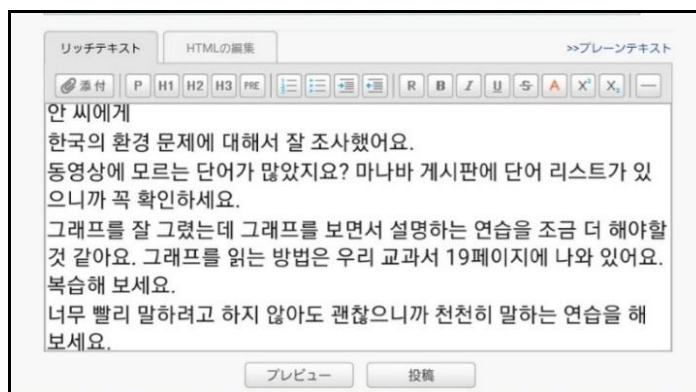 リッチテキスト HTMLの編集 >>プレーンテキスト
添付 P H1 H2 H3 PRE R B I U S A X² X₂
안 씨에게
한국의 환경 문제에 대해서 잘 조사했어요.
동영상에 모르는 단어가 많았지요? 마나바 게시판에 단어 리스트가 있
으니까 꼭 확인하세요.
그래프를 잘 그렸는데 그래프를 보면서 설명하는 연습을 조금 더 해야할
것 같아요. 그래프를 읽는 방법은 우리 교과서 19페이지에 나와 있어요.
복습해 보세요.
너무 빨리 말하려고 하지 않아도 괜찮으니까 천천히 말하는 연습을 해
보세요.
プレビュー 投稿